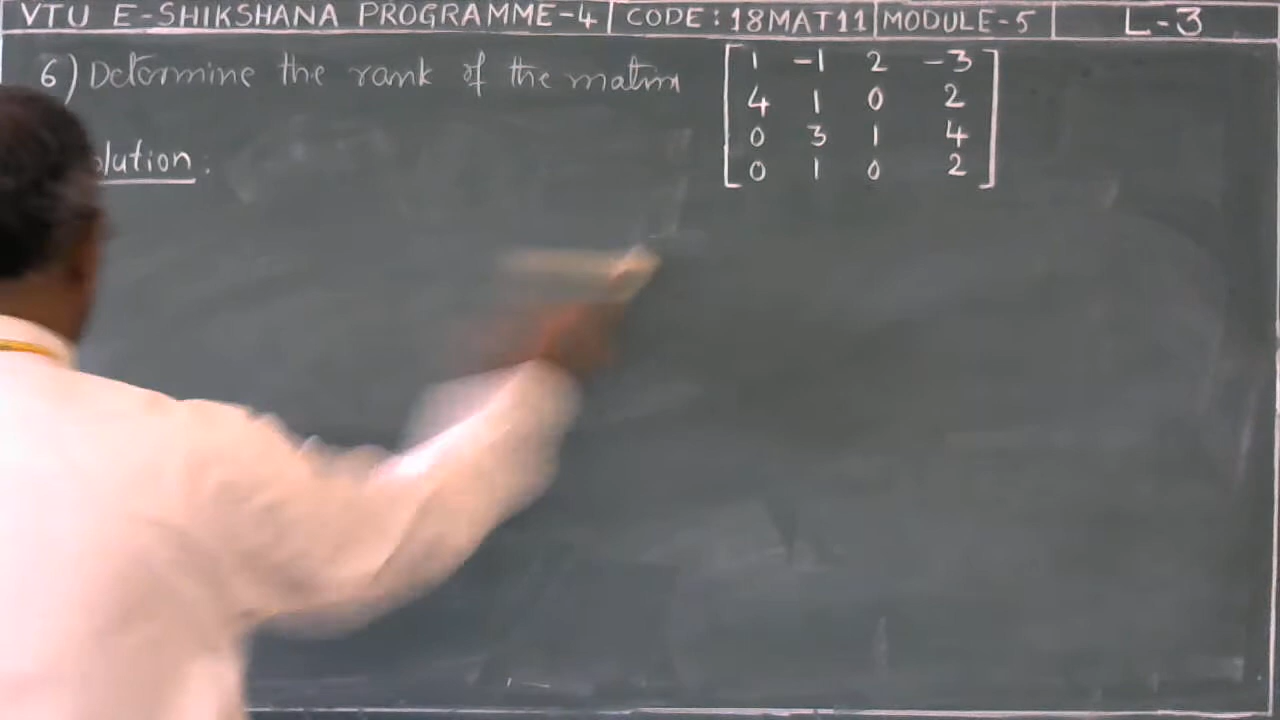 VTU E-SHIKSHANA PROGRAMME-4 CODE:18MAT11 MODULE-5 L-3
6) Determine the rank of the matrix
1 -1 2 -3
4 1 0 2
0 3 1 4
0 1 0 2
olution: